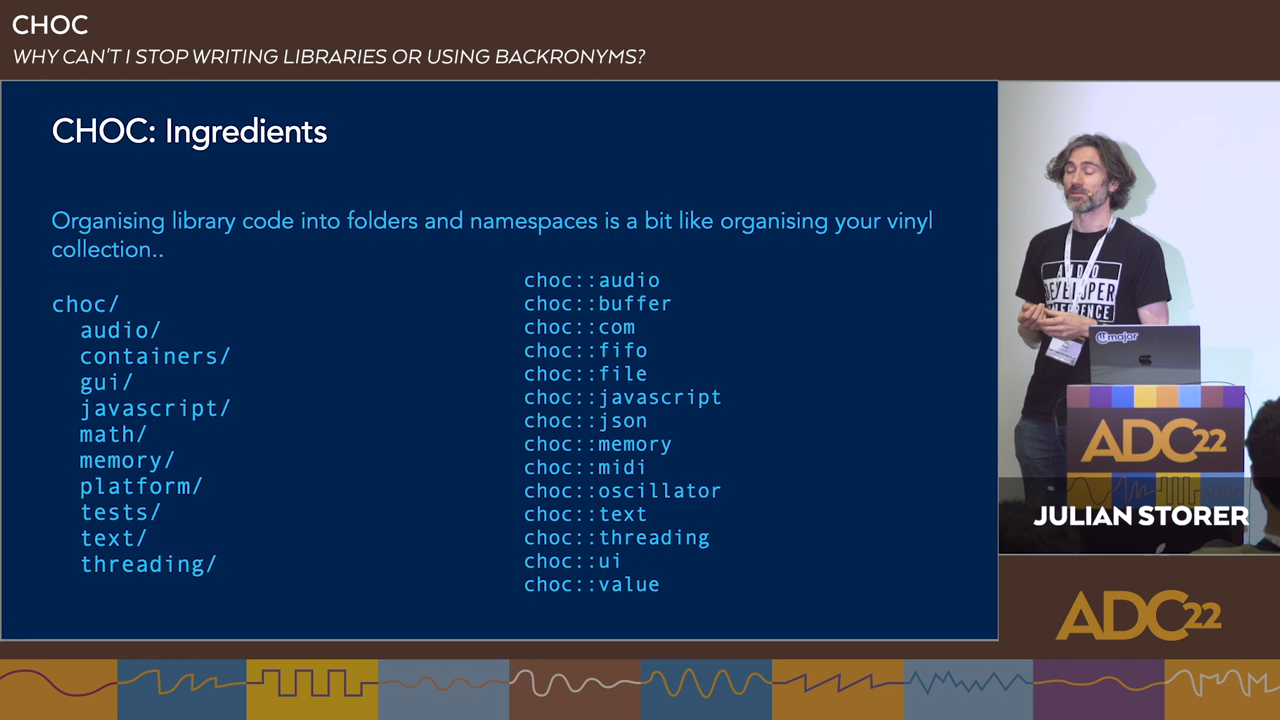 CHOC
WHY CAN'T I STOP WRITING LIBRARIES OR USING BACKRONYMS?
CHOC: Ingredients
Organising library code into folders and namespaces is a bit like organising your vinyl
collection..
choc/
audio/
containers/
gui/
javascript/
math/
memory/
platform/
tests/
text/
threading/
choc::audio
choc::buffer
choc::com
choc::fifo
choc::file
choc::javascript
choc::json
choc::memory
choc::midi
choc::oscillator
choc::text
choc::threading
choc::ui
choc::value
AUDIO
DEVELOPER
CONFERENCE
major
ADC22
JULIAN STORER
ADC22